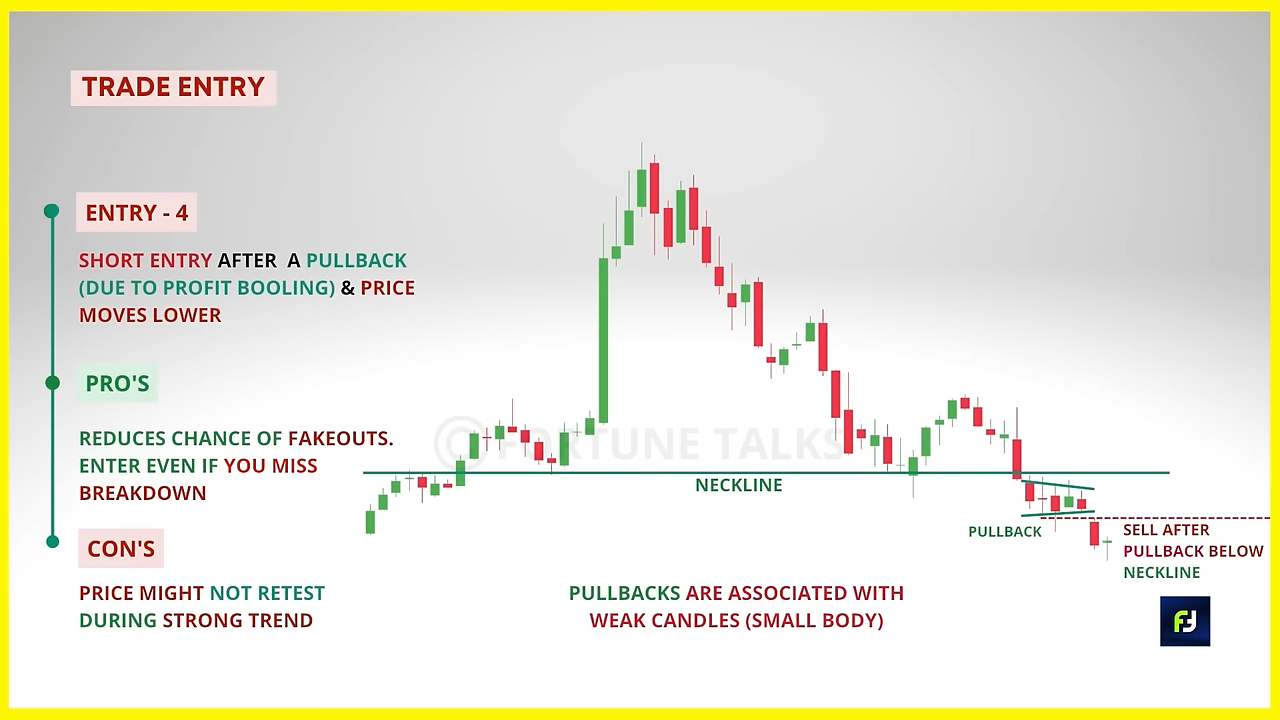 TRADE ENTRY
ENTRY - 4
SHORT ENTRY AFTER A PULLBACK
(DUE TO PROFIT BOOLING) & PRICE
MOVES LOWER
PRO'S
REDUCES CHANCE OF FAKEOUTS.
ENTER EVEN IF YOU MISS
BREAKDOWN
CON'S
PRICE MIGHT NOT RETEST
DURING STRONG TREND
© FORTUNE TALKS
NECKLINE
PULLBACK
SELL AFTER
PULLBACK BELOW
NECKLINE
PULLBACKS ARE ASSOCIATED WITH
WEAK CANDLES (SMALL BODY)